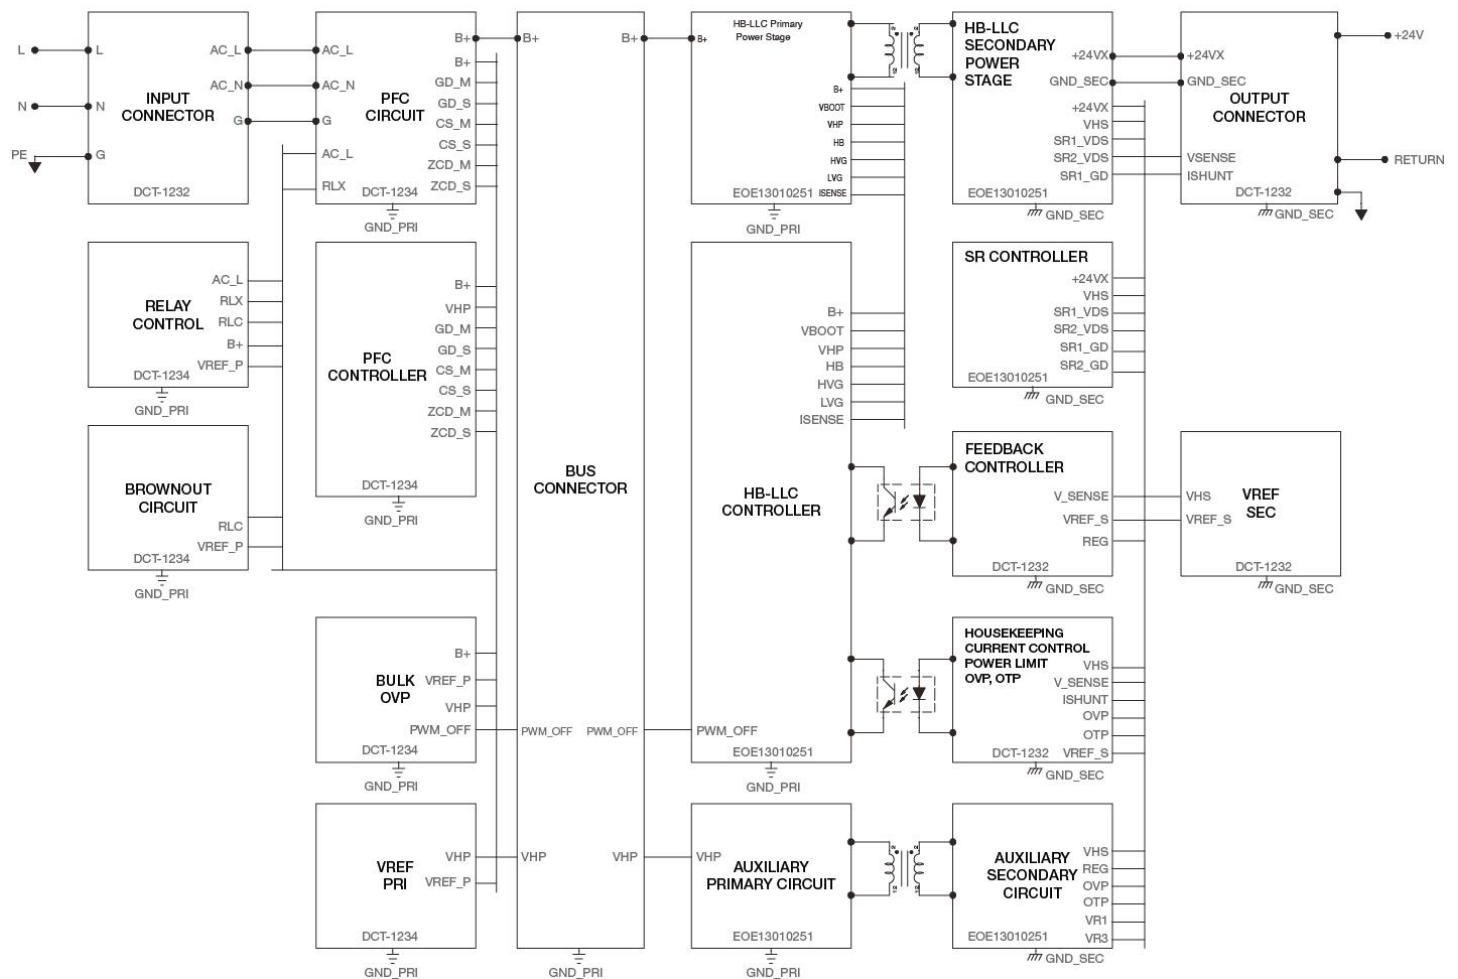 L
N
PE
L
N
G
AC_L
AC_N
G
INPUT
CONNECTOR
DCT-1232
AC_L
AC_N
G
AC_L
RLX
PFC
CIRCUIT
B+
B+
GD_M
GD_S
CS_M
CS_S
ZCD_M
ZCD_S
DCT-1234
GND_PRI
RELAY
CONTROL
AC_L
RLX
RLC
B+
VREF_P
DCT-1234
GND_PRI
BROWNOUT
CIRCUIT
RLC
VREF_P
DCT-1234
GND_PRI
PFC
CONTROLLER
B+
VHP
GD_M
GD_S
CS_M
CS_S
ZCD_M
ZCD_S
DCT-1234
GND_PRI
BULK
OVP
B+
VREF_P
VHP
PWM_OFF
DCT-1234
GND_PRI
VREF
PRI
VHP
VREF_P
DCT-1234
GND_PRI
B+
B+
BUS
CONNECTOR
PWM_OFF
PWM_OFF
VHP
VHP
GND_PRI
HB-LLC Primary
Power Stage
B+
B+
VBOOT
VHP
HB
HVG
LVG
ISENSE
EOE13010251
GND_PRI
2
12
2
12
HB-LLC
CONTROLLER
B+
VBOOT
VHP
HB
HVG
LVG
ISENSE
PWM_OFF
EOE13010251
GND_PRI
VHP
AUXILIARY
PRIMARY CIRCUIT
EOE13010251
GND_PRI
2
12
2
12
HB-LLC
SECONDARY
POWER
STAGE
+24VX
GND_SEC
+24VX
VHS
SR1_VDS
SR2_VDS
SR1_GD
EOE13010251
GND_SEC
SR CONTROLLER
+24VX
VHS
SR1_VDS
SR2_VDS
SR1_GD
SR2_GD
EOE13010251
GND_SEC
FEEDBACK
CONTROLLER
V_SENSE
VREF_S
REG
DCT-1232
GND_SEC
HOUSEKEEPING
CURRENT CONTROL
POWER LIMIT
OVP, OTP
VHS
V_SENSE
ISHUNT
OVP
OTP
VREF_S
DCT-1232
GND_SEC
AUXILIARY
SECONDARY
CIRCUIT
VHS
REG
OVP
OTP
VR1
VR3
EOE13010251
GND_SEC
+24VX
GND_SEC
OUTPUT
CONNECTOR
VSENSE
ISHUNT
DCT-1232
GND_SEC
+24V
RETURN
VHS
VREF_S
VREF
SEC
DCT-1232
GND_SEC